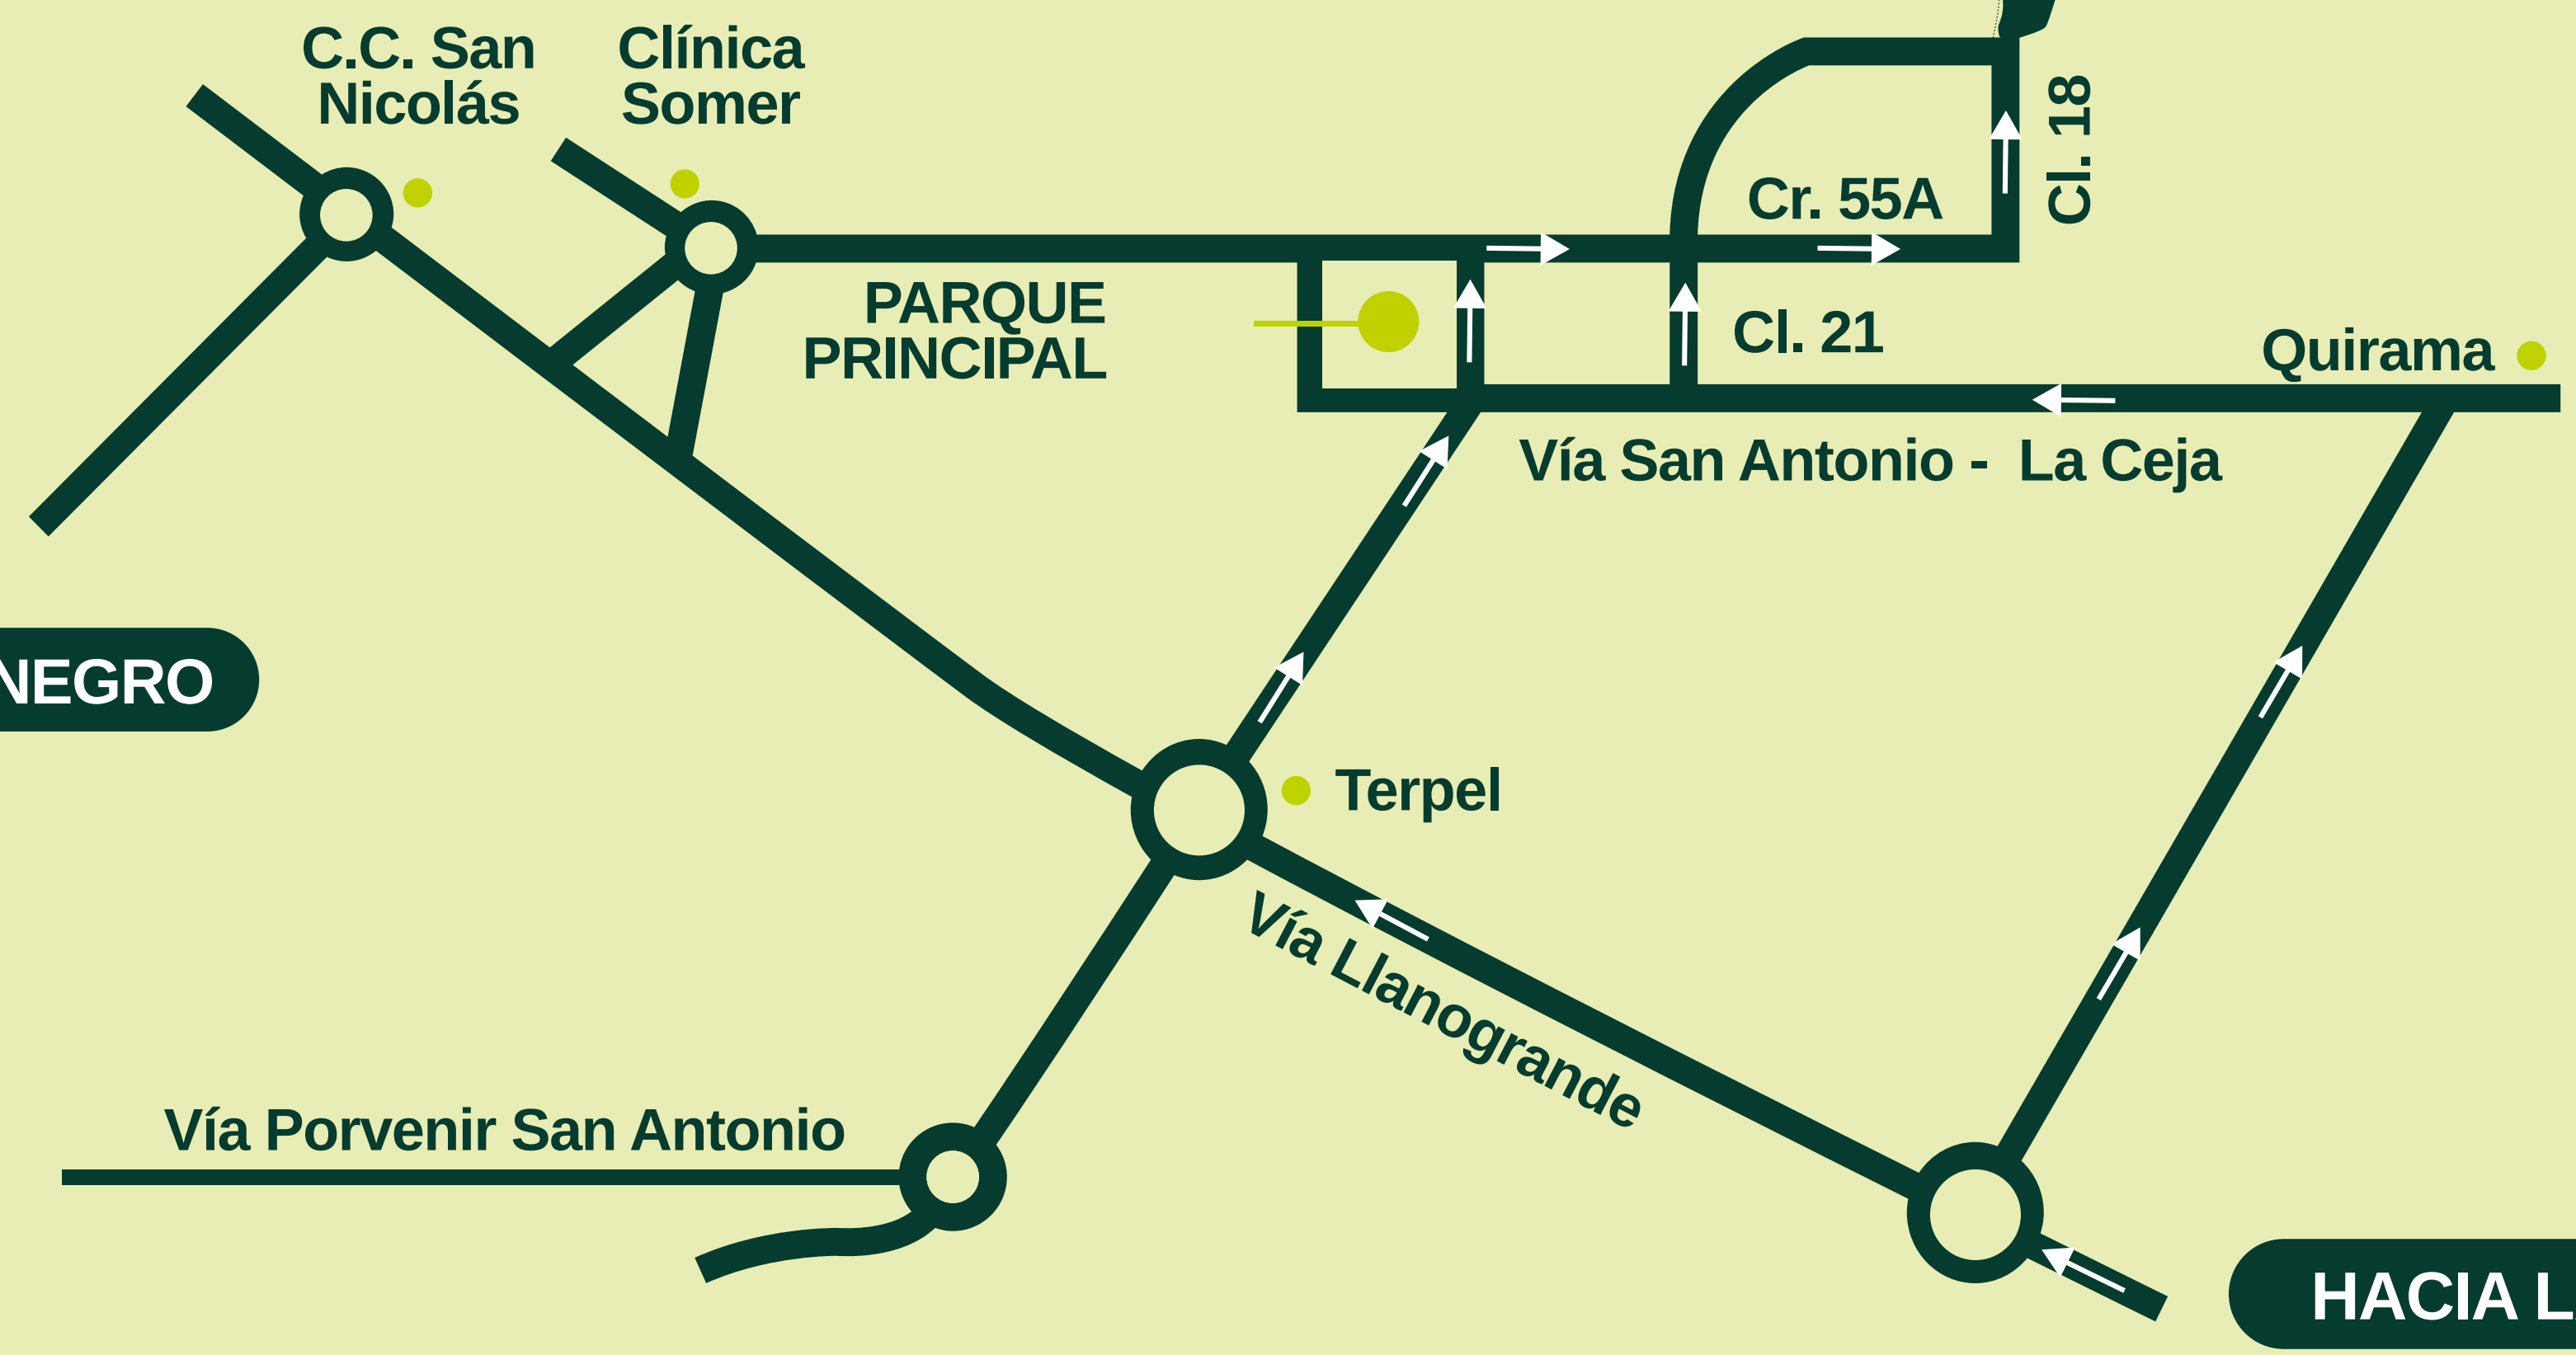 C.C. San
Nicolás
Clínica
Somer
Cl. 18
Cr. 55A
PARQUE
PRINCIPAL
Cl. 21
Quirama
Vía San Antonio - La Ceja
NEGRO
Terpel
Vía Llanogrande
Vía Porvenir San Antonio
HACIA L